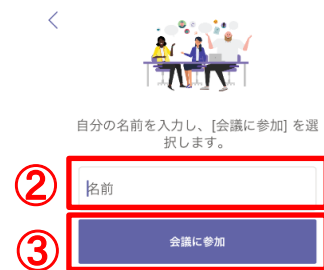 自分の名前を入力し、[会議に参加] を選
択します。
②
名前
③
会議に参加